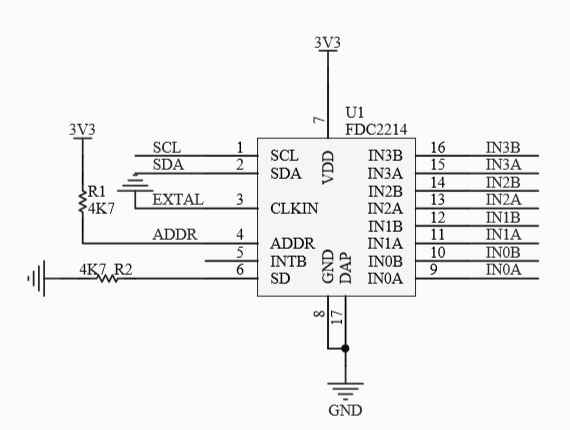 3V3
7
U1
FDC2214
3V3
SCL 1 SCL VDD IN3B 16 IN3B
SDA 2 SDA IN3A 15 IN3A
IN2B 14 IN2B
R1
4K7
EXTAL 3 CLKIN IN2A 13 IN2A
IN1B 12 IN1B
ADDR 4 ADDR IN1A 11 IN1A
5 INTB GND DAP IN0B 10 IN0B
4K7 R2 6 SD IN0A 9 IN0A
8 17
GND